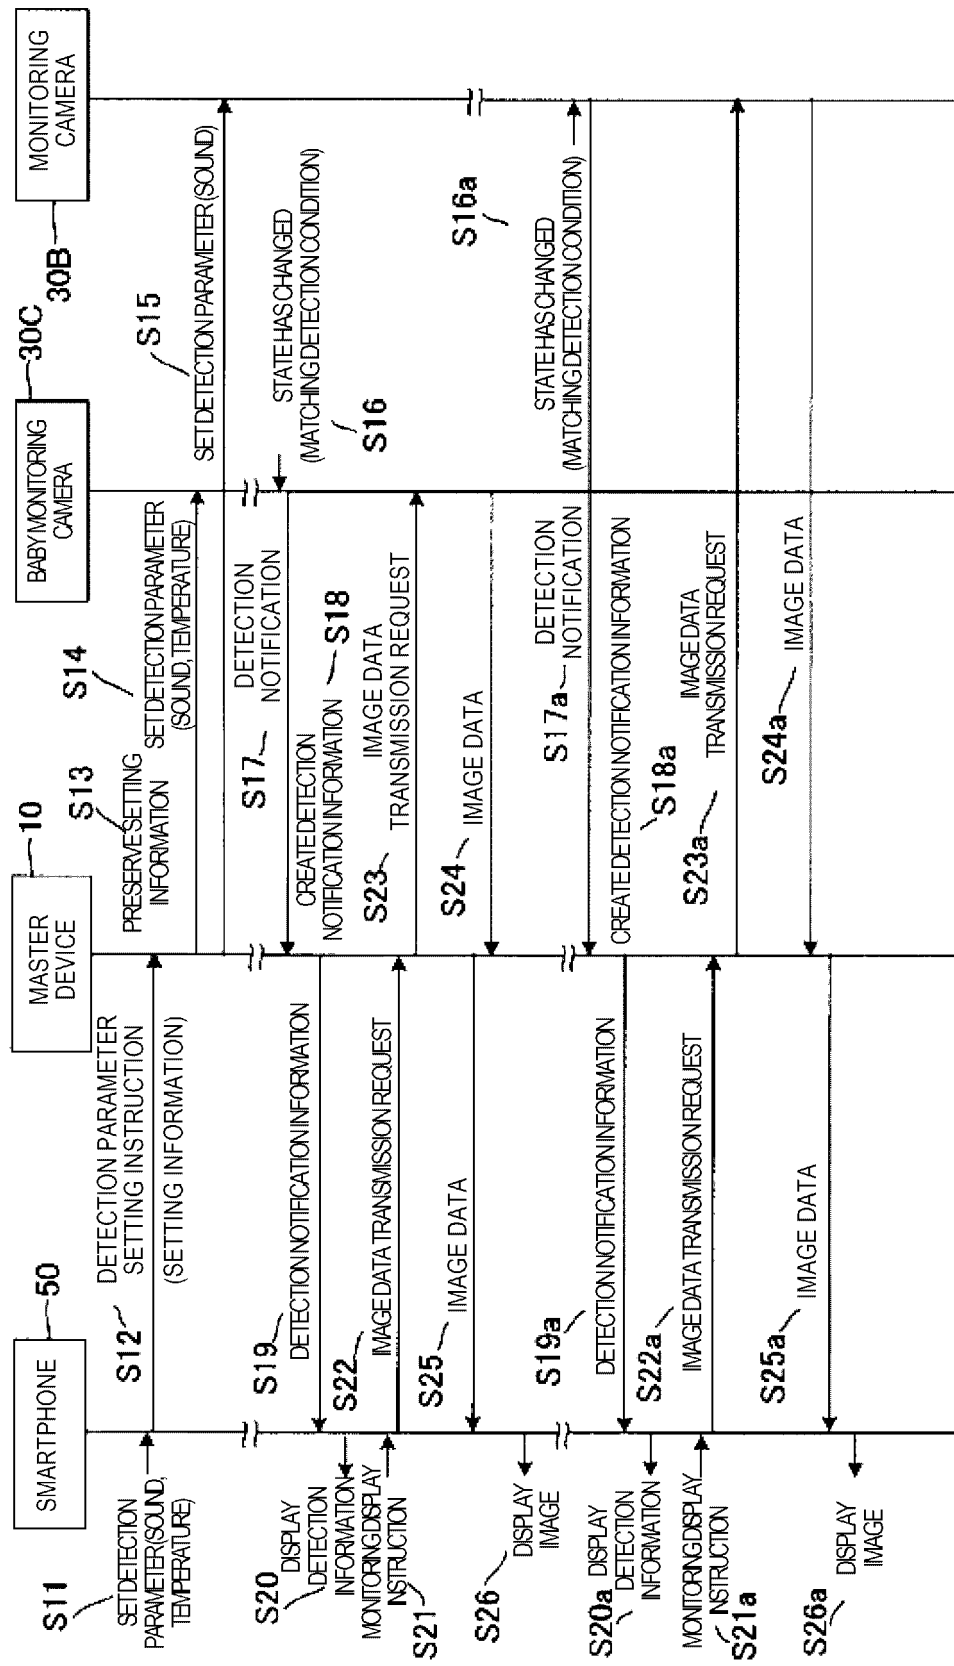 SMARTPHONE
50
MASTER
DEVICE
10
BABY MONITORING
CAMERA
30C
MONITORING
CAMERA
30B
S11
SET DETECTION
PARAMETER (SOUND,
TEMPERATURE)
S12
DETECTION PARAMETER
SETTING INSTRUCTION
(SETTING INFORMATION)
S13
PRESERVE SETTING
INFORMATION
S14
SET DETECTION PARAMETER
(SOUND, TEMPERATURE)
S15
SET DETECTION PARAMETER (SOUND)
STATE HAS CHANGED
(MATCHING DETECTION CONDITION)
S16
DETECTION
NOTIFICATION
S17
CREATE DETECTION
NOTIFICATION INFORMATION
S18
S19
DETECTION NOTIFICATION INFORMATION
S20
DISPLAY
DETECTION
INFORMATION
MONITORING DISPLAY
INSTRUCTION
S21
S22
IMAGE DATA TRANSMISSION REQUEST
S23
IMAGE DATA
TRANSMISSION REQUEST
S24
IMAGE DATA
S25
IMAGE DATA
S26
DISPLAY
IMAGE
S16a
STATE HAS CHANGED
(MATCHING DETECTION CONDITION)
S17a
DETECTION
NOTIFICATION
CREATE DETECTION NOTIFICATION INFORMATION
S18a
S19a
DETECTION NOTIFICATION INFORMATION
S20a
DISPLAY
DETECTION
INFORMATION
MONITORING DISPLAY
INSTRUCTION
S21a
S22a
IMAGE DATA TRANSMISSION REQUEST
S23a
IMAGE DATA
TRANSMISSION REQUEST
S24a
IMAGE DATA
S25a
IMAGE DATA
S26a
DISPLAY
IMAGE